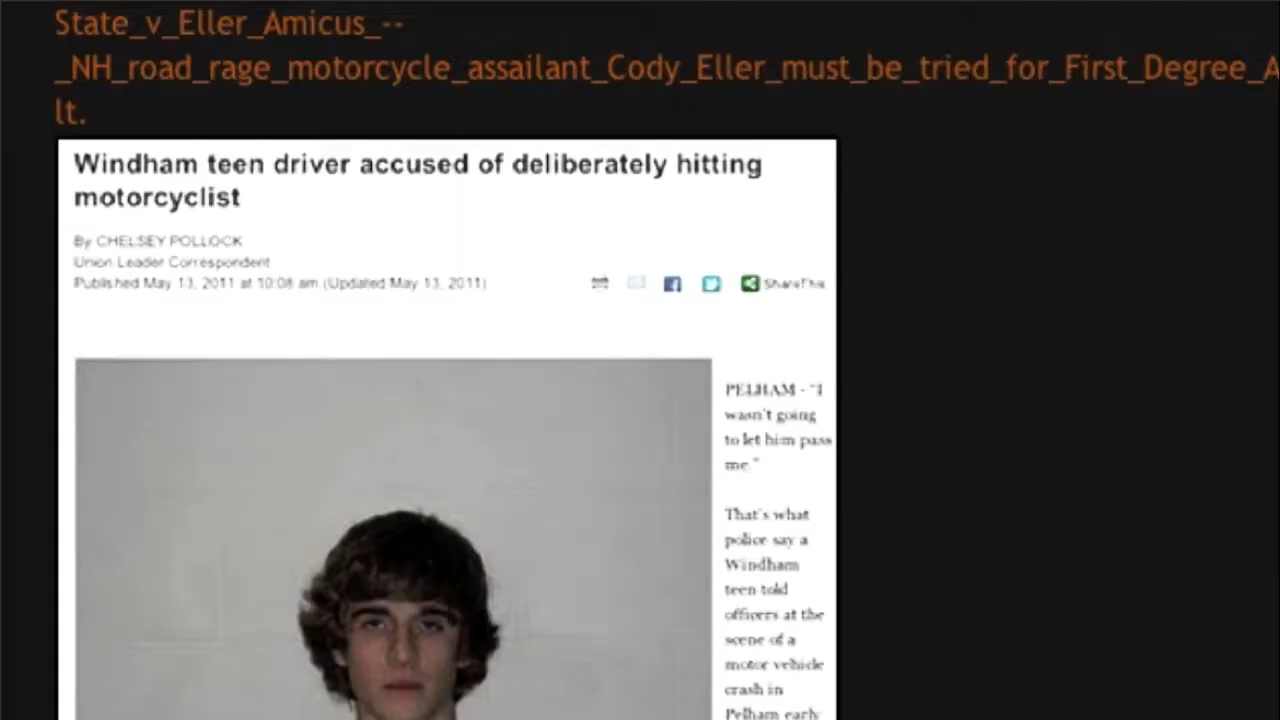 State_v_Eller_Amicus_--
_NH_road_rage_motorcycle_assailant_Cody_Eller_must_be_tried_for_First_Degree_A
lt.
Windham teen driver accused of deliberately hitting
motorcyclist
By CHELSEY POLLOCK
Union Leader Correspondent
Published May 13, 2011 at 10:08 am (Updated May 13, 2011)
ShareThis
PELHAM - "I
wasn't going
to let him pass
me."
That's what
police say a
Windham
teen told
officers at the
scene of a
motor vehicle
crash in
Pelham early